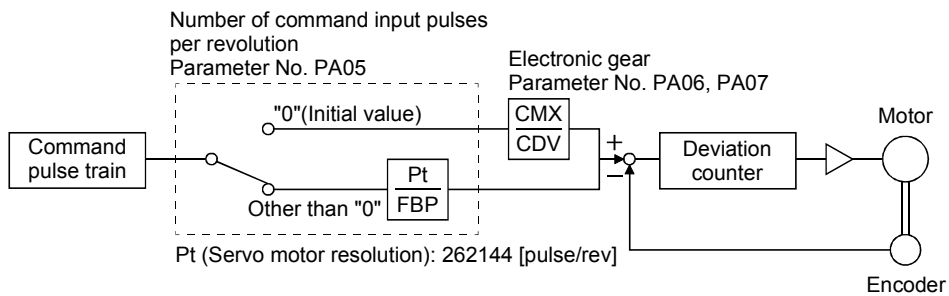 Number of command input pulses
per revolution
Parameter No. PA05
Electronic gear
Parameter No. PA06, PA07
"0"(Initial value)
CMX
CDV
Motor
Command
pulse train
+
−
Deviation
counter
Pt
FBP
Other than "0"
Pt (Servo motor resolution): 262144 [pulse/rev]
Encoder